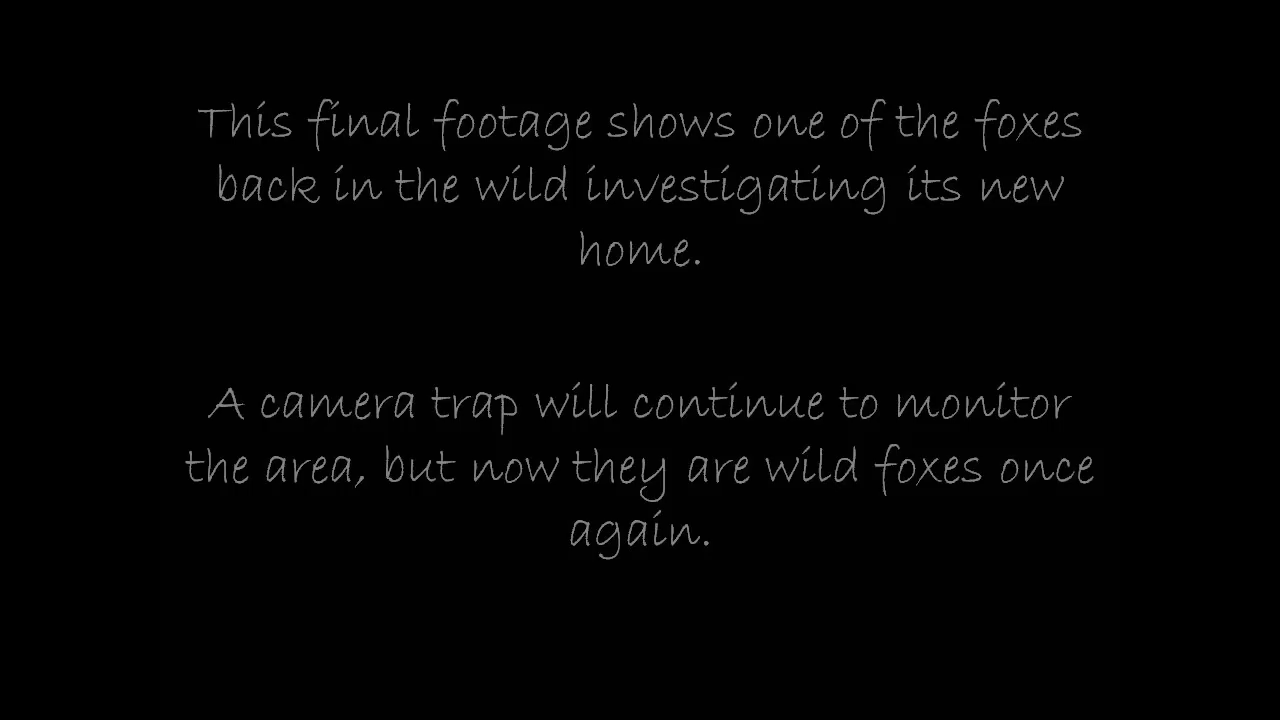 This final footage shows one of the foxes
back in the wild investigating its new
home.
A camera trap will continue to monitor
the area, but now they are wild foxes once
again.